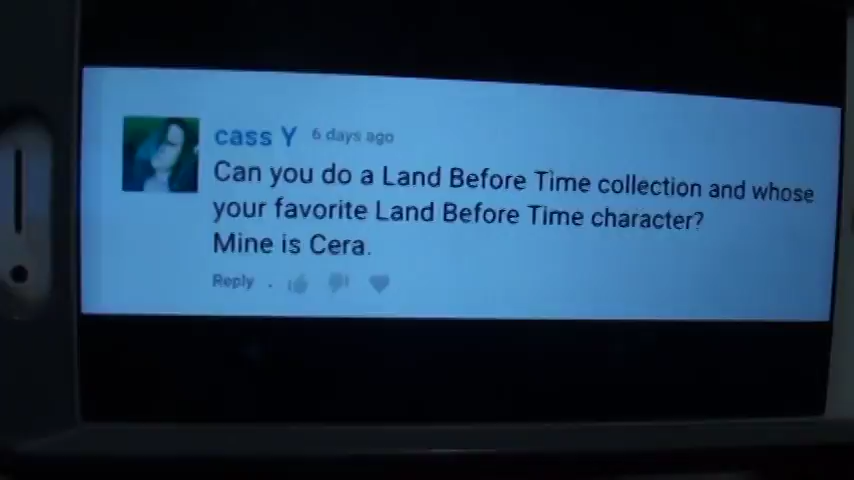 cass Y 6 days ago
Can you do a Land Before Time collection and whose
your favorite Land Before Time character?
Mine is Cera.
Reply